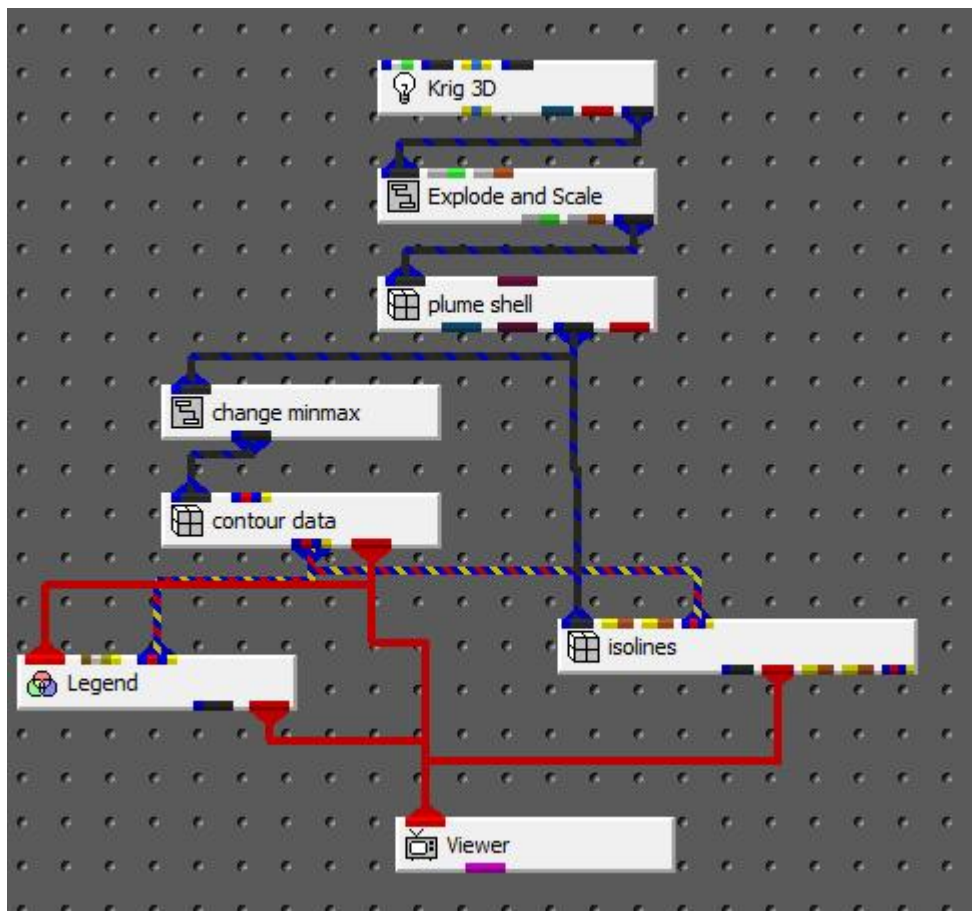 Krig 3D
Explode and Scale
plume shell
change minmax
contour data
isolines
Legend
Viewer